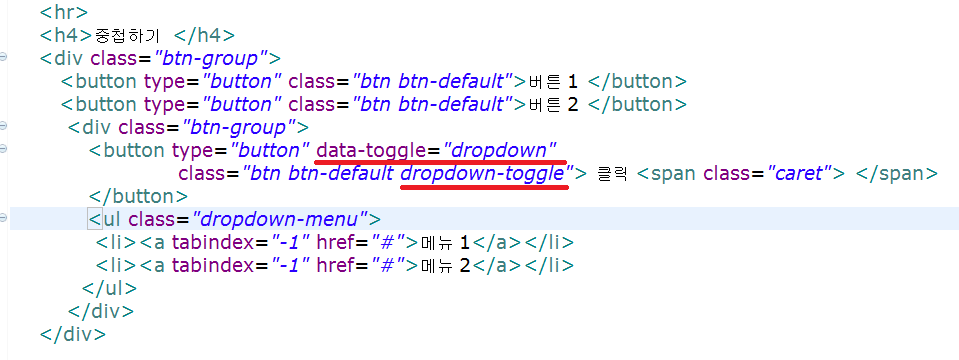 <hr>
<h4>중첩하기 </h4>
<div class="btn-group">
<button type="button" class="btn btn-default">버튼 1 </button>
<button type="button" class="btn btn-default">버튼 2 </button>
<div class="btn-group">
<button type="button" data-toggle="dropdown"
class="btn btn-default dropdown-toggle"> 클릭 <span class="caret"> </span>
</button>
<ul class="dropdown-menu">
<li><a tabindex="-1" href="#">메뉴 1</a></li>
<li><a tabindex="-1" href="#">메뉴 2</a></li>
</ul>
</div>
</div>